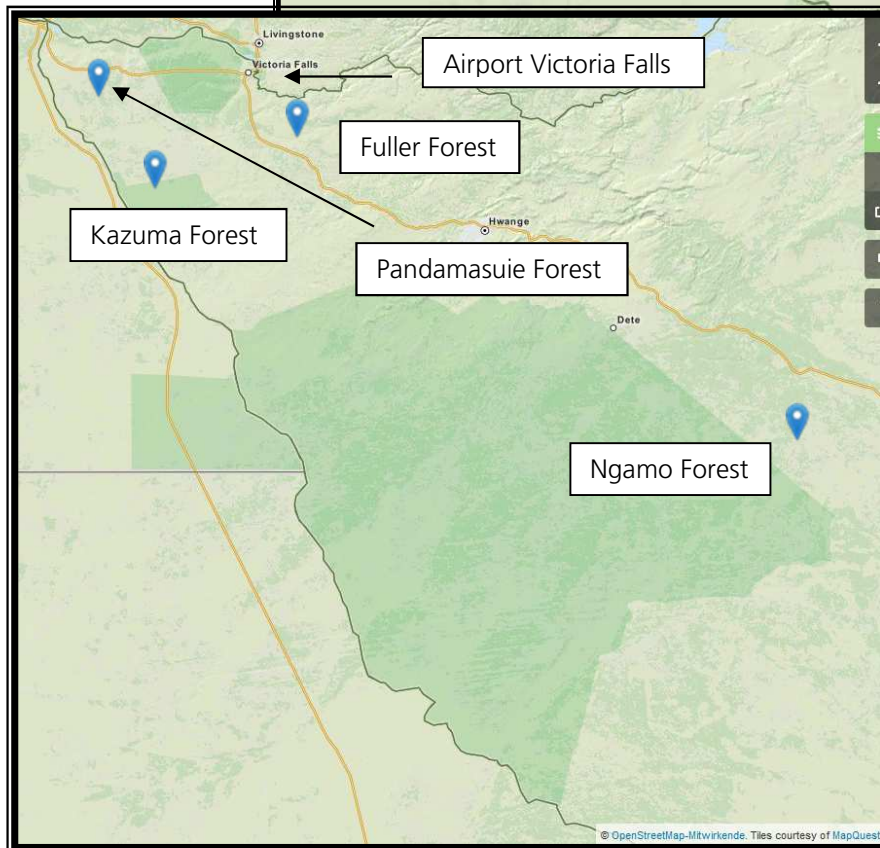 Livingstone
Victoria Falls
Airport Victoria Falls
Fuller Forest
Kazuma Forest
Hwange
Pandamasuie Forest
Dete
Ngamo Forest
© OpenStreetMap-Mitwirkende. Tiles courtesy of MapQuest